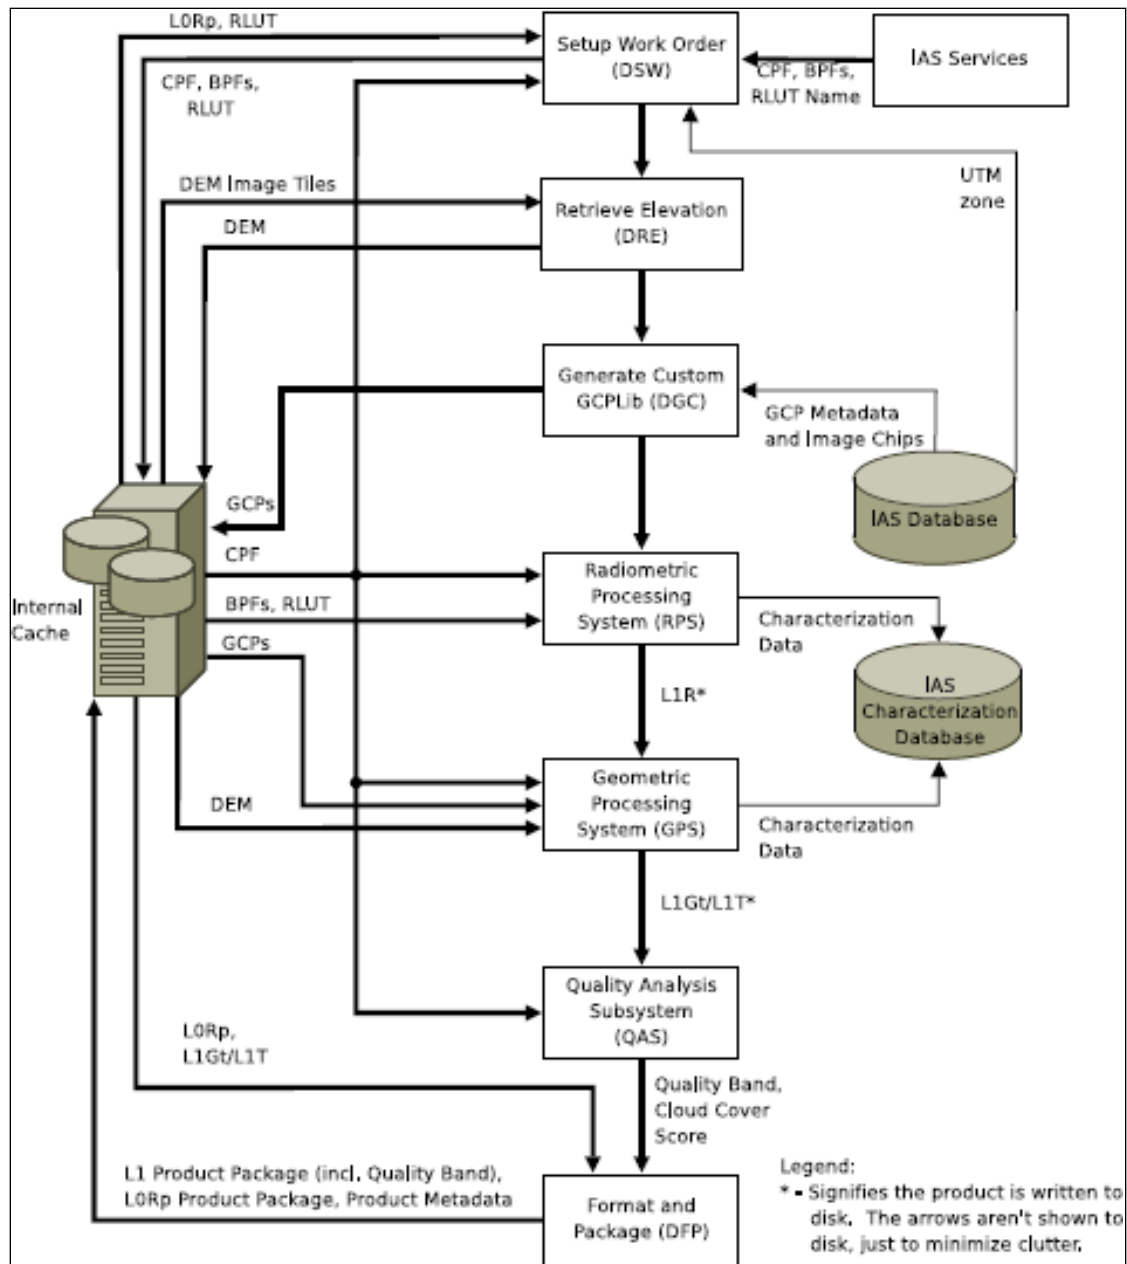 L0Rp, RLUT
Setup Work Order
(DSW)
IAS Services
CPF, BPFs,
RLUT
CPF, BPFs,
RLUT Name
UTM
zone
DEM Image Tiles
Retrieve Elevation
(DRE)
DEM
Generate Custom
GCPLib (DGC)
GCP Metadata
and Image Chips
GCPs
IAS Database
CPF
Internal
Cache
BPFs, RLUT
GCPs
Radiometric
Processing
System (RPS)
Characterization
Data
L1R*
IAS
Characterization
Database
DEM
Geometric
Processing
System (GPS)
Characterization
Data
L1Gt/L1T*
Quality Analysis
Subsystem
(QAS)
L0Rp,
L1Gt/L1T
Quality Band,
Cloud Cover
Score
L1 Product Package (incl. Quality Band),
L0Rp Product Package, Product Metadata
Format and
Package (DFP)
Legend:
* - Signifies the product is written to
disk. The arrows aren't shown to
disk, just to minimize clutter.